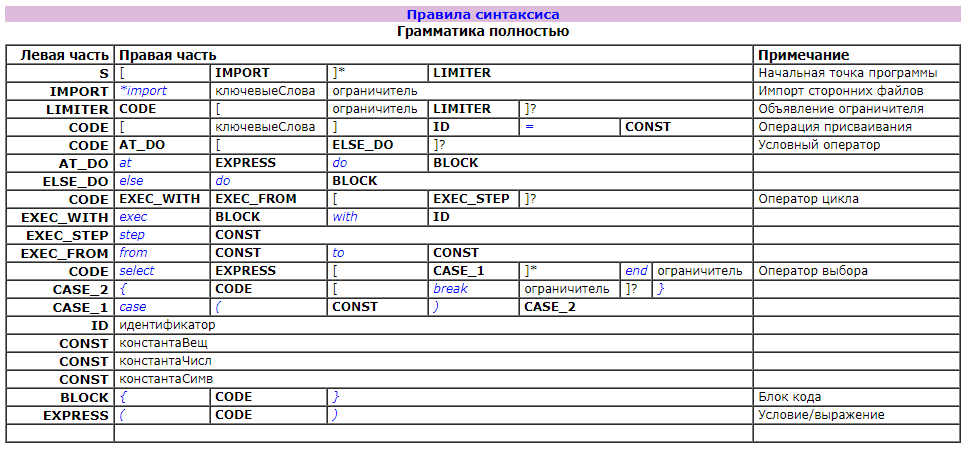 Правила синтаксиса
Грамматика полностью
Левая часть Правая часть Примечание
S [ IMPORT ]* LIMITER Начальная точка программы
IMPORT *import ключевыеСлова ограничитель Импорт сторонних файлов
LIMITER CODE [ ограничитель LIMITER ]? Объявление ограничителя
CODE [ ключевыеСлова ] ID = CONST Операция присваивания
CODE AT_DO [ ELSE_DO ]? Условный оператор
AT_DO at EXPRESS do BLOCK
ELSE_DO else do BLOCK
CODE EXEC_WITH EXEC_FROM [ EXEC_STEP ]? Оператор цикла
EXEC_WITH exec BLOCK with ID
EXEC_STEP step CONST
EXEC_FROM from CONST to CONST
CODE select EXPRESS [ CASE_1 ]* end ограничитель Оператор выбора
CASE_2 { CODE [ break ограничитель ]? }
CASE_1 case ( CONST ) CASE_2
ID идентификатор
CONST константаВещ
CONST константаЧисл
CONST константаСимв
BLOCK { CODE } Блок кода
EXPRESS ( CODE ) Условие/выражение